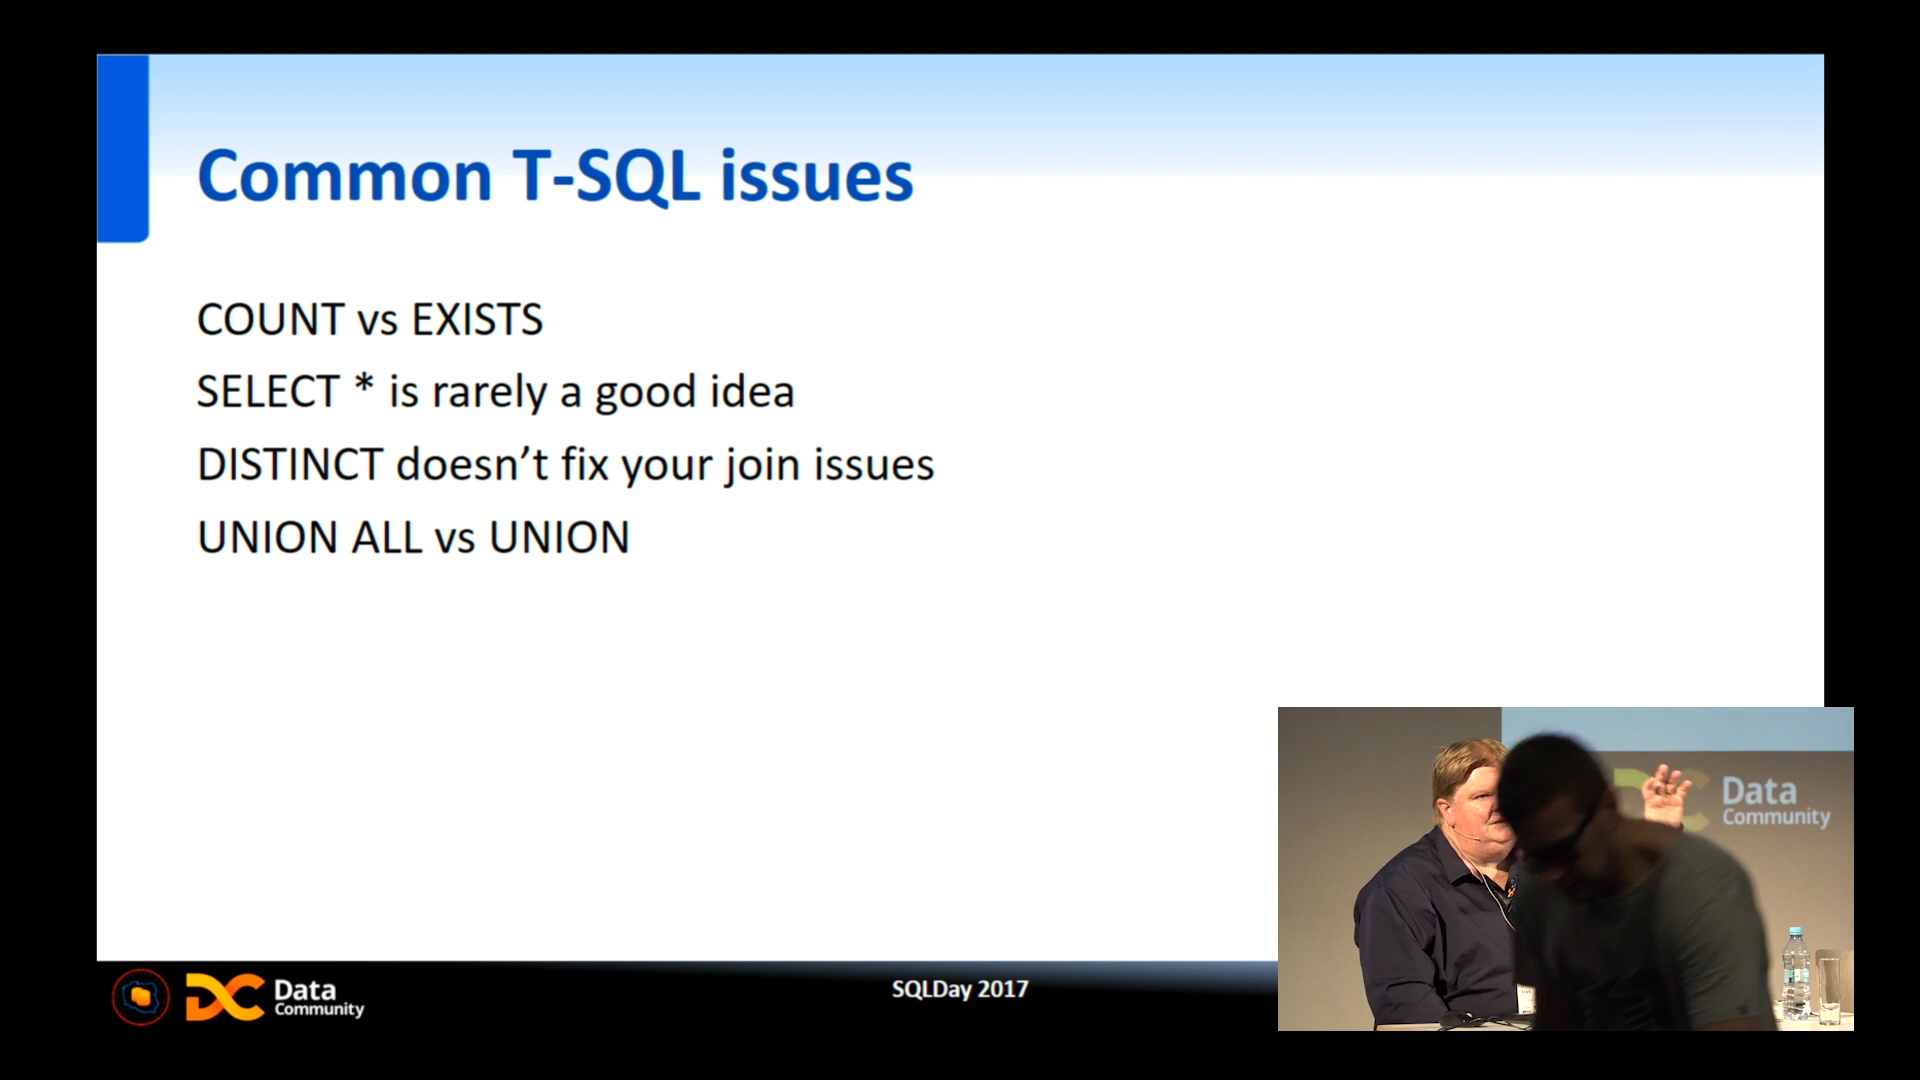 Common T-SQL issues
COUNT vs EXISTS
SELECT * is rarely a good idea
DISTINCT doesn’t fix your join issues
UNION ALL vs UNION
Data
Community
SQLDay 2017
Data
Community